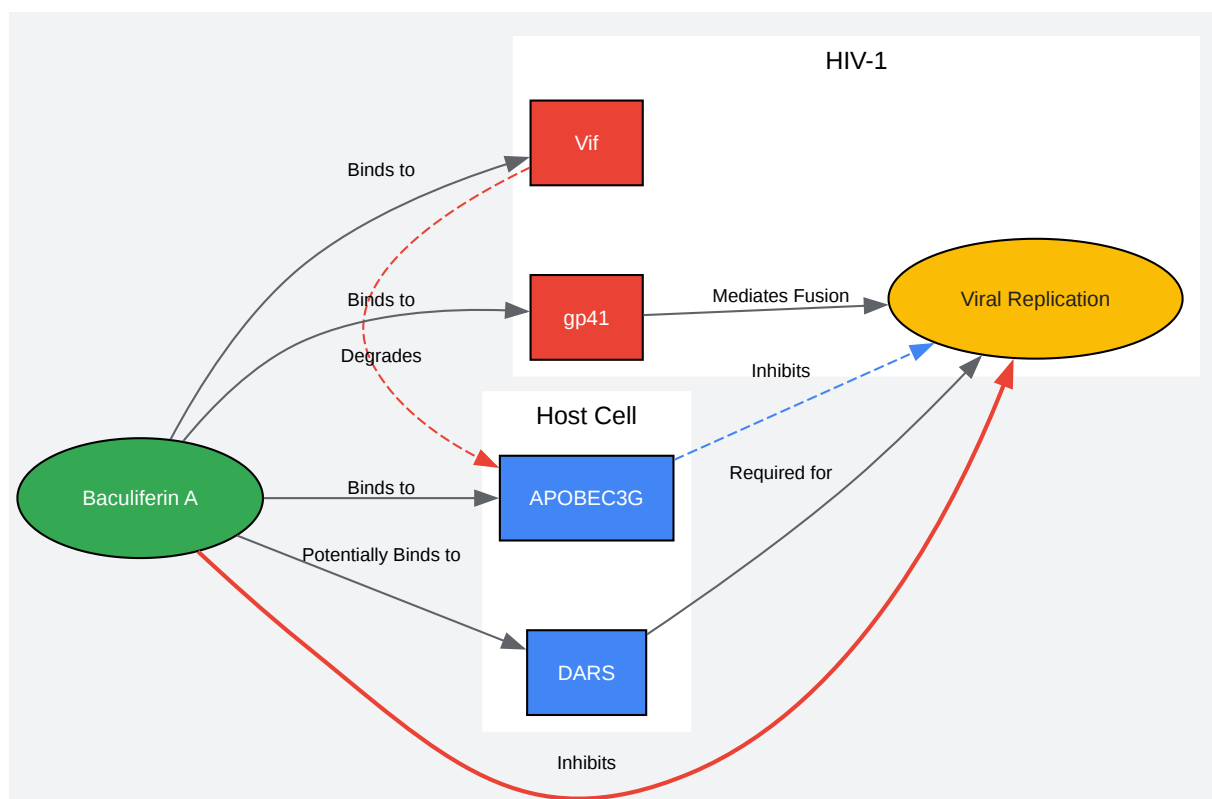 HIV-1
Vif
Binds to
Binds to
gp41
Mediates Fusion
Viral Replication
Degrades
Inhibits
Host Cell
Required for
Baculiferin A
Binds to
APOBEC3G
Potentially Binds to
DARS
Inhibits